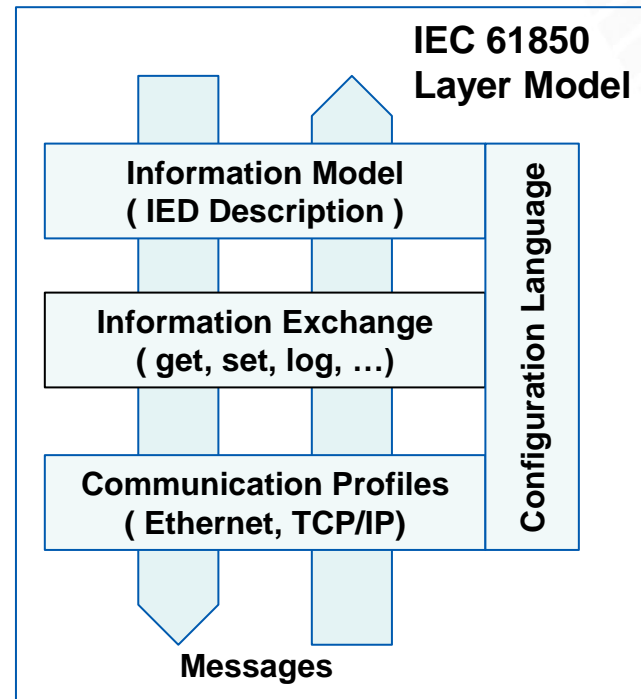 IEC 61850
Layer Model
Information Model
( IED Description )
Information Exchange
( get, set, log, …)
Communication Profiles
( Ethernet, TCP/IP)
Configuration Language
Messages